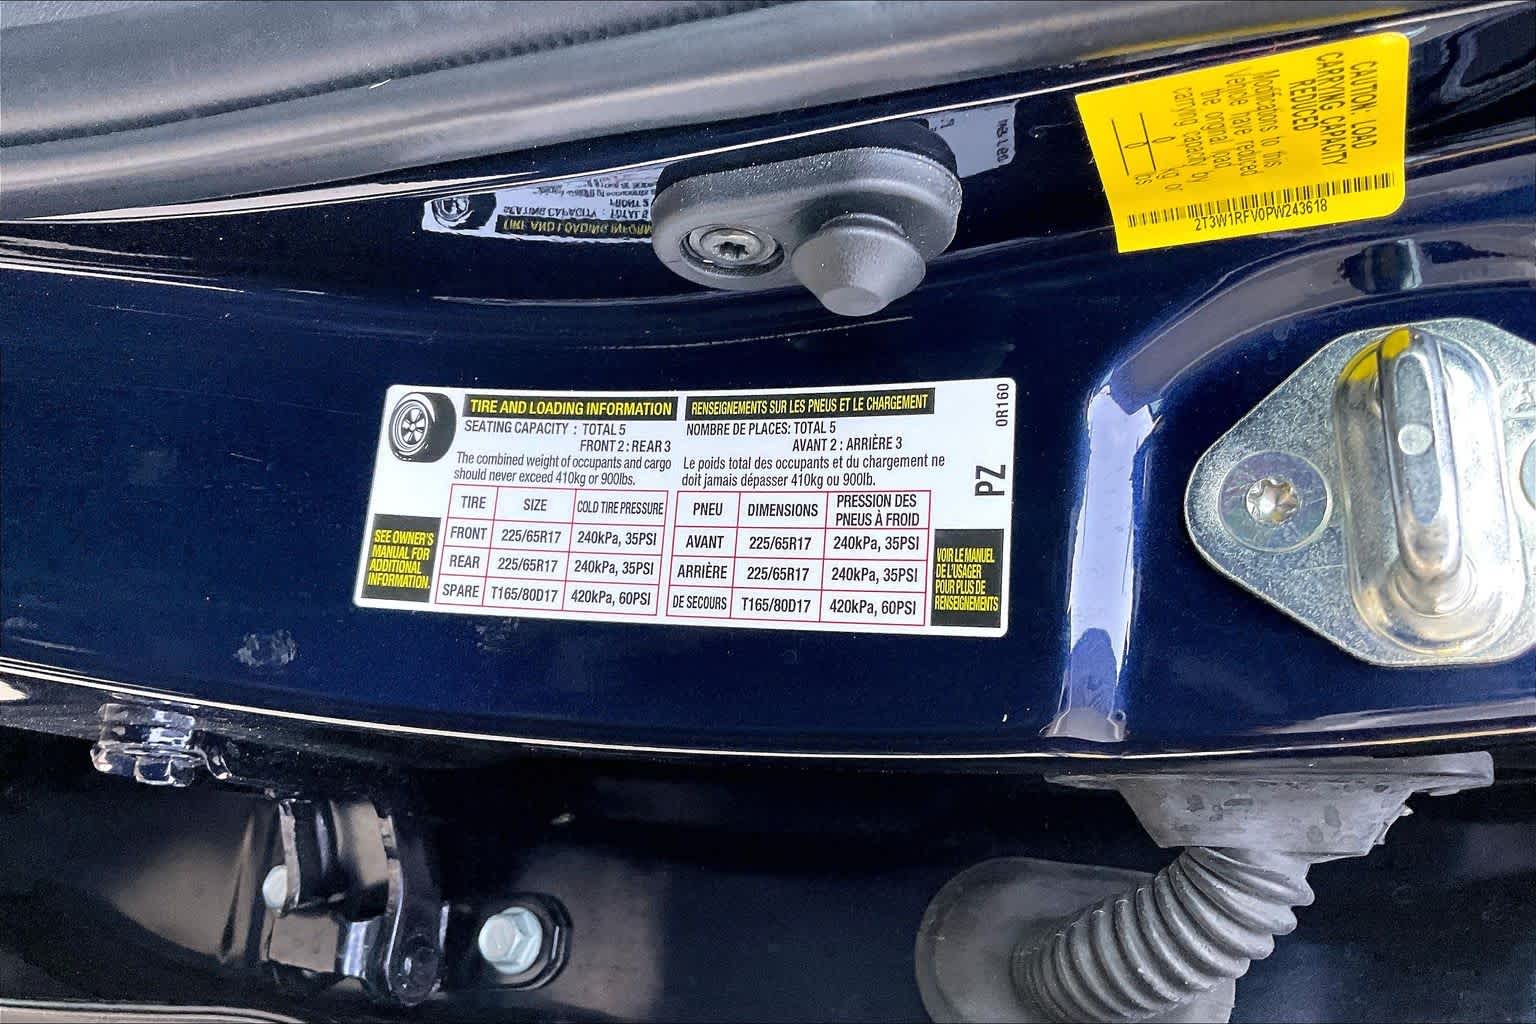 CAUTION: LOAD
CARRYING CAPACITY
REDUCED
Modifications to this
vehicle have reduced
the original load
carrying capacity by
kg or
lbs
2T3W1RFV0PW243618
TIRE AND LOADING INFORMATION
SEATING CAPACITY : TOTAL 5
FRONT 2 : REAR 3
The combined weight of occupants and cargo
should never exceed 410kg or 900lb.
TIRE SIZE COLD TIRE PRESSURE
FRONT 225/65R17 240kPa, 35PSI
REAR 225/65R17 240kPa, 35PSI
SPARE T165/80D17 420kPa, 60PSI
SEE OWNER'S
MANUAL FOR
ADDITIONAL
INFORMATION.
RENSEIGNEMENTS SUR LES PNEUS ET LE CHARGEMENT
NOMBRE DE PLACES: TOTAL 5
AVANT 2 : ARRIÈRE 3
Le poids total des occupants et du chargement ne
doit jamais dépasser 410kg ou 900lb.
PNEU DIMENSIONS PRESSION DES
PNEUS À FROID
AVANT 225/65R17 240kPa, 35PSI
ARRIÈRE 225/65R17 240kPa, 35PSI
DE SECOURS T165/80D17 420kPa, 60PSI
VOIR LE MANUEL
DE L'USAGER
POUR PLUS DE
RENSEIGNEMENTS
0R160
PZ